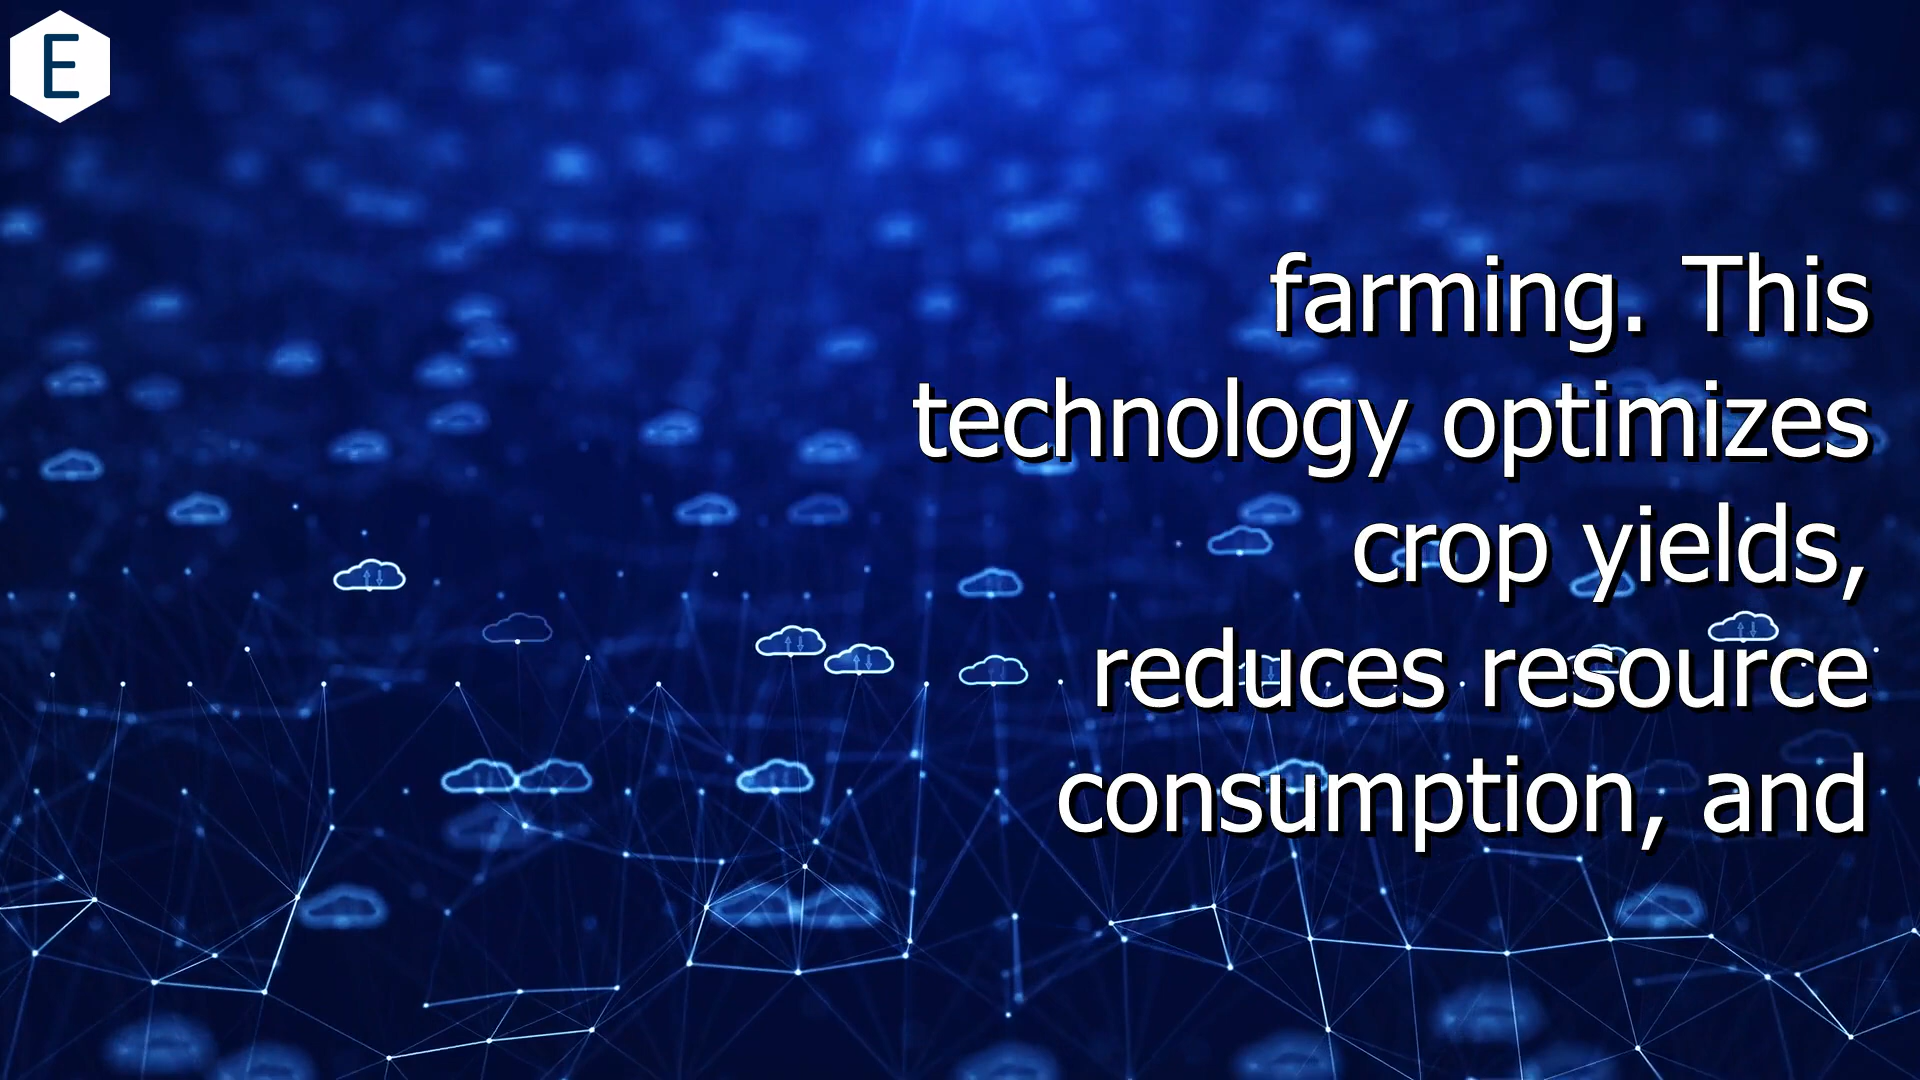 E
farming. This
technology optimizes
crop yields,
reduces resource
consumption, and